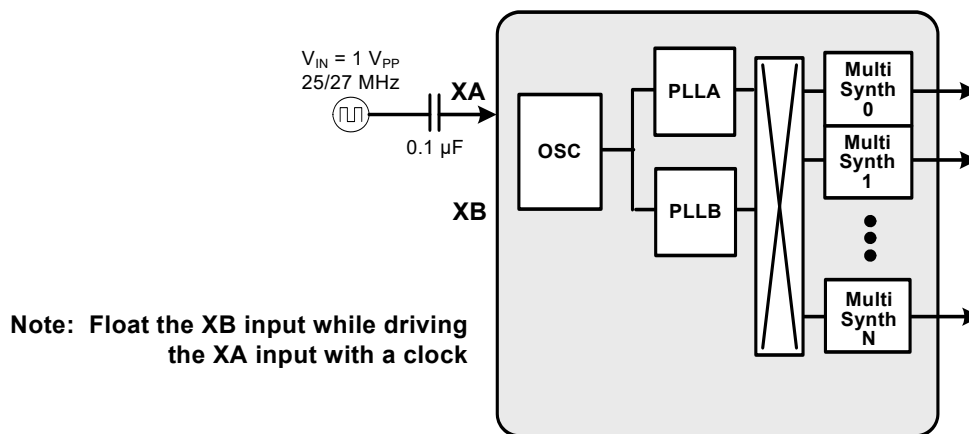 V_IN = 1 V_PP
25/27 MHz
XA
0.1 µF
XB
OSC
PLLA
PLLB
Multi
Synth
0
Multi
Synth
1
Multi
Synth
N
Note: Float the XB input while driving
the XA input with a clock